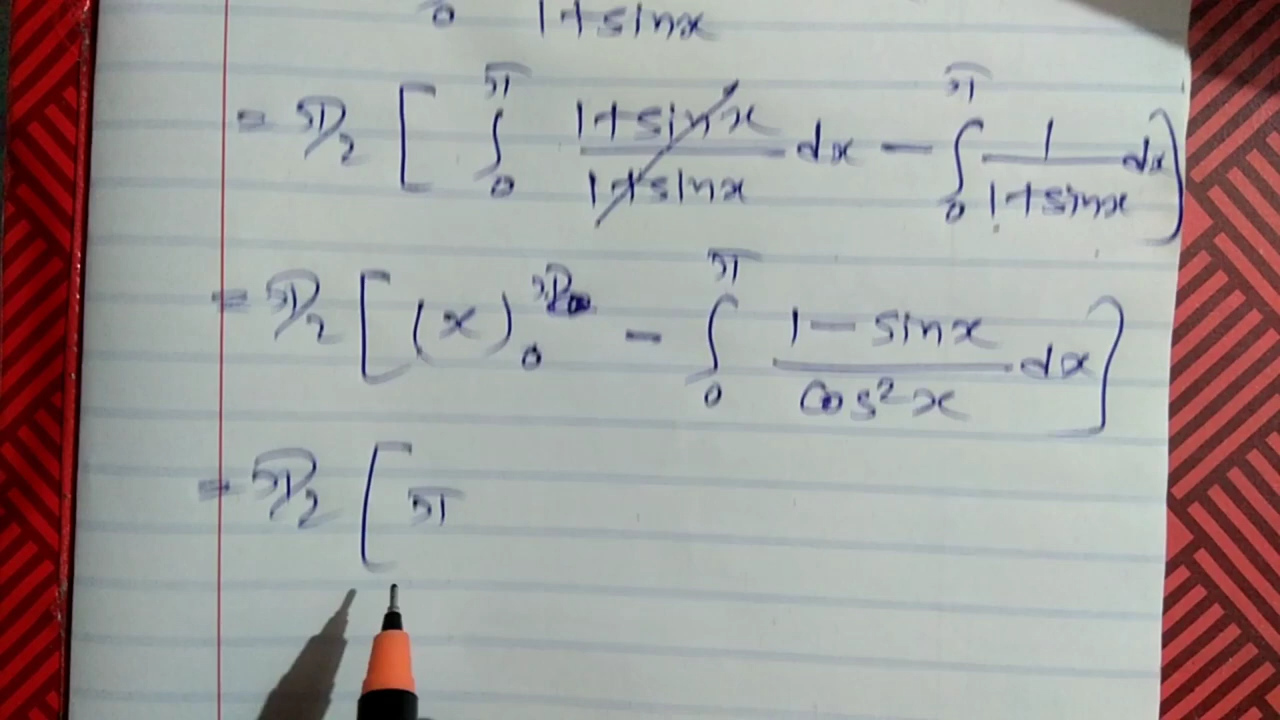 0 1+sinx
= π/2 [ ∫₀^π (1+sinx)/(1+sinx) dx − ∫₀^π 1/(1+sinx) dx ]
= π/2 [ (x)₀^π − ∫₀^π (1−sinx)/(cos²x) dx ]
= π/2 [ π